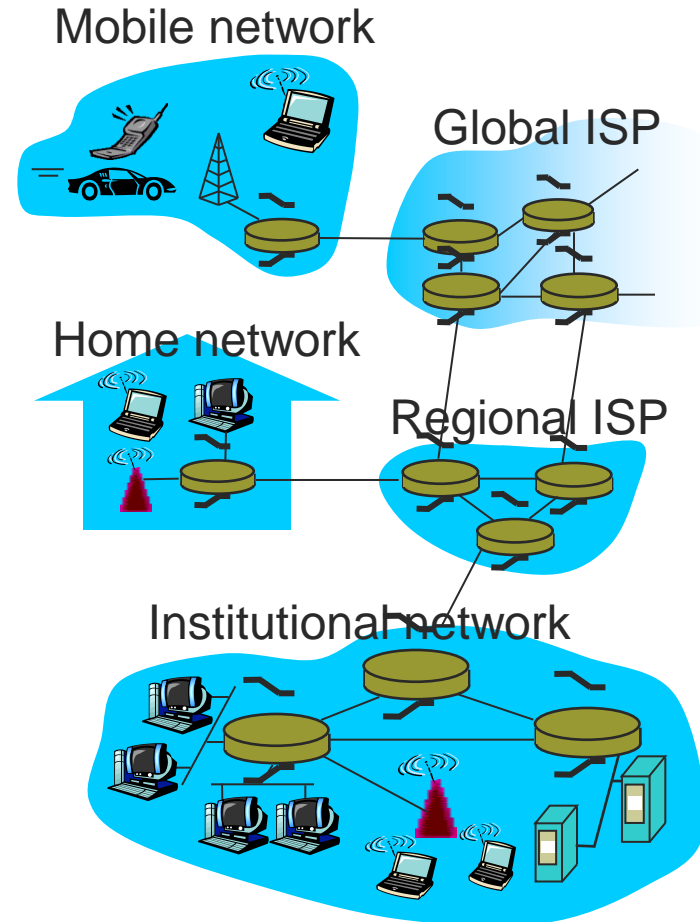 Mobile network
Global ISP
Home network
Regional ISP
Institutional network